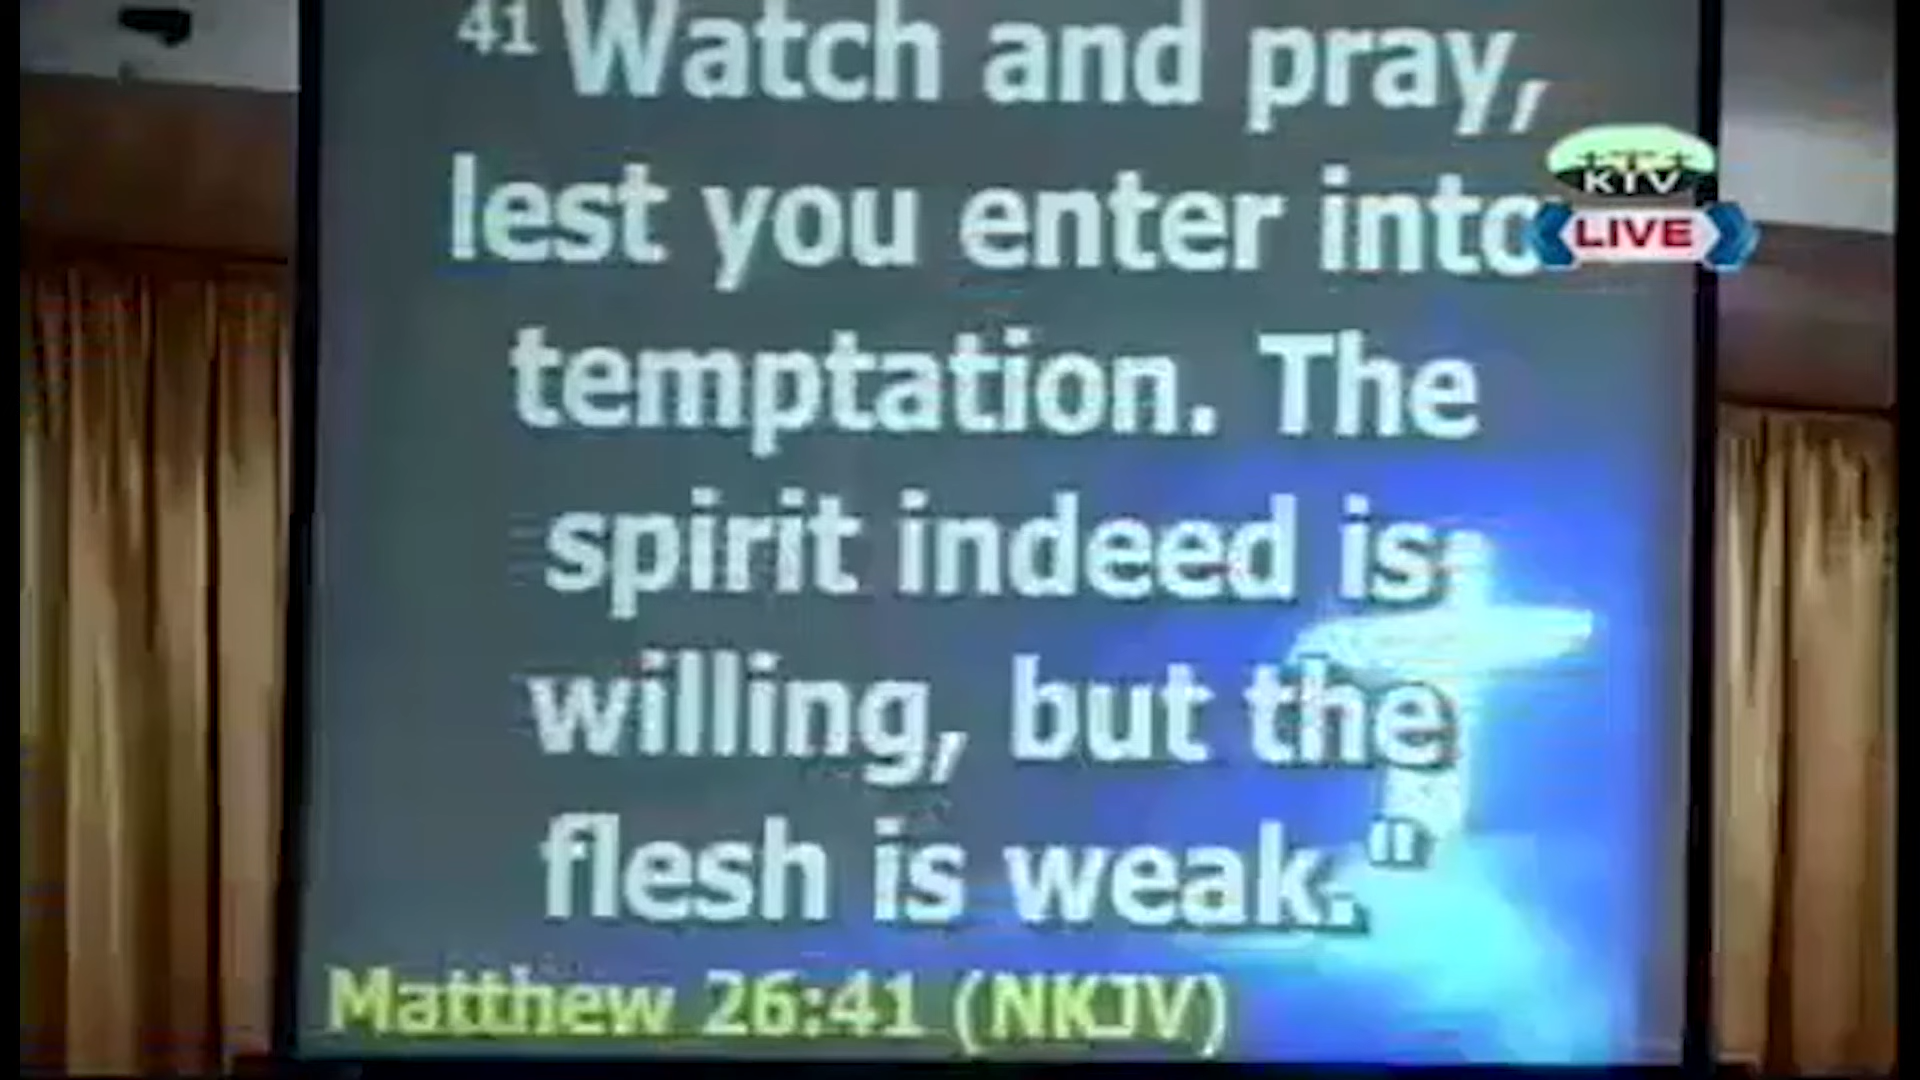 41 Watch and pray,
lest you enter into
temptation. The
spirit indeed is
willing, but the
flesh is weak."
Matthew 26:41 (NKJV)
KTV
LIVE